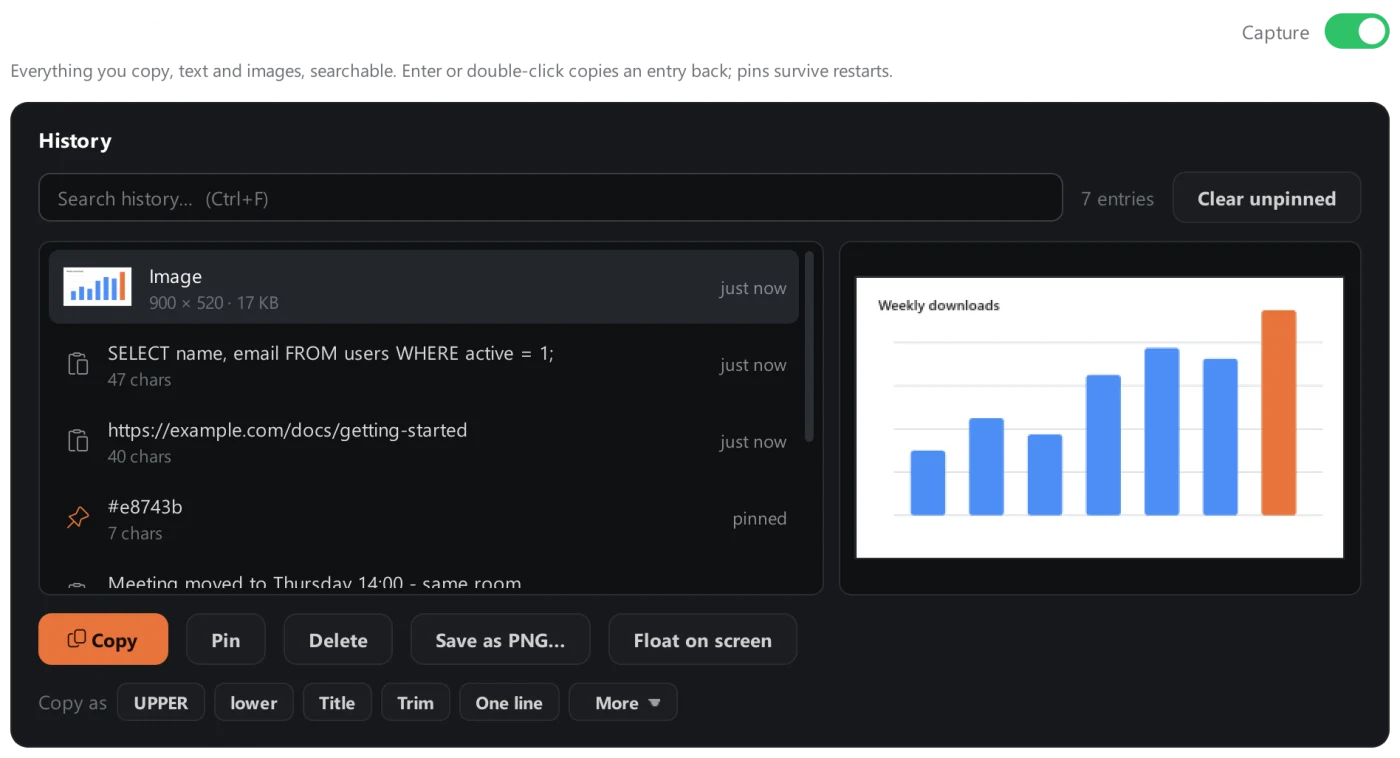 Capture
Everything you copy, text and images, searchable. Enter or double-click copies an entry back; pins survive restarts.
History
Search history... (Ctrl+F)
7 entries
Clear unpinned
Image
900 × 520 · 17 KB
just now
SELECT name, email FROM users WHERE active = 1;
47 chars
just now
https://example.com/docs/getting-started
40 chars
just now
#e8743b
7 chars
pinned
Meeting moved to Thursday 14:00 - same room
Weekly downloads
Copy
Pin
Delete
Save as PNG...
Float on screen
Copy as
UPPER
lower
Title
Trim
One line
More